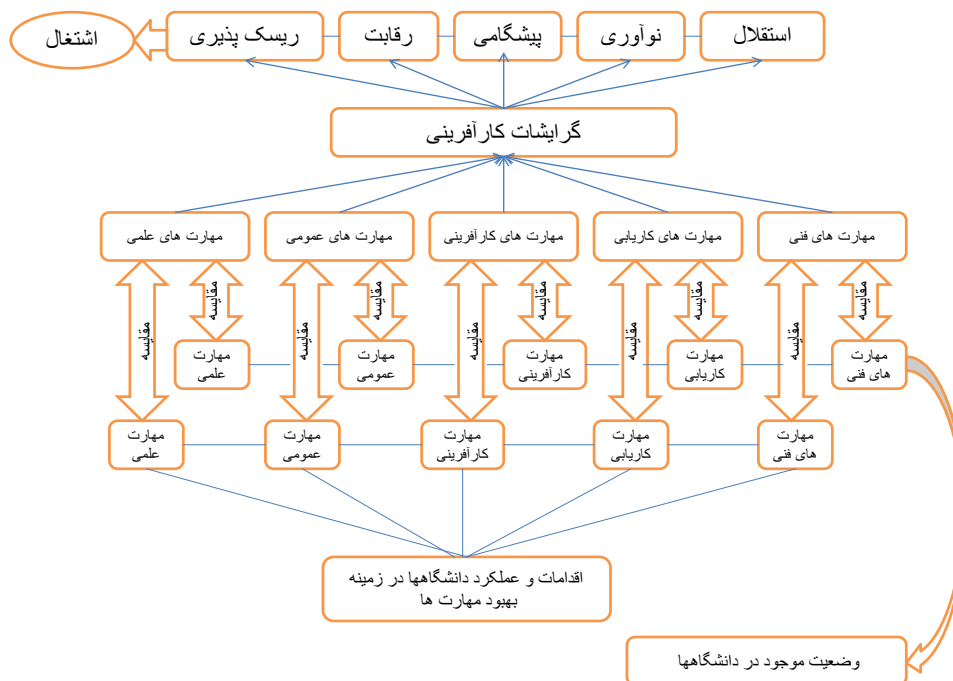 استقلال
نوآوری
پیشگامی
رقابت
ریسک پذیری
اشتغال
گرایشات کارآفرینی
مهارت های فنی
مهارت های کاریابی
مهارت های کارآفرینی
مهارت های عمومی
مهارت های علمی
مقایسه
مقایسه
مقایسه
مقایسه
مقایسه
مقایسه
مقایسه
مقایسه
مقایسه
مقایسه
مهارت
های فنی
مهارت
کاریابی
مهارت
کارآفرینی
مهارت
عمومی
مهارت
علمی
مهارت
های فنی
مهارت
کاریابی
مهارت
کارآفرینی
مهارت
عمومی
مهارت
علمی
اقدامات و عملکرد دانشگاهها در زمینه
بهبود مهارت ها
وضعیت موجود در دانشگاهها